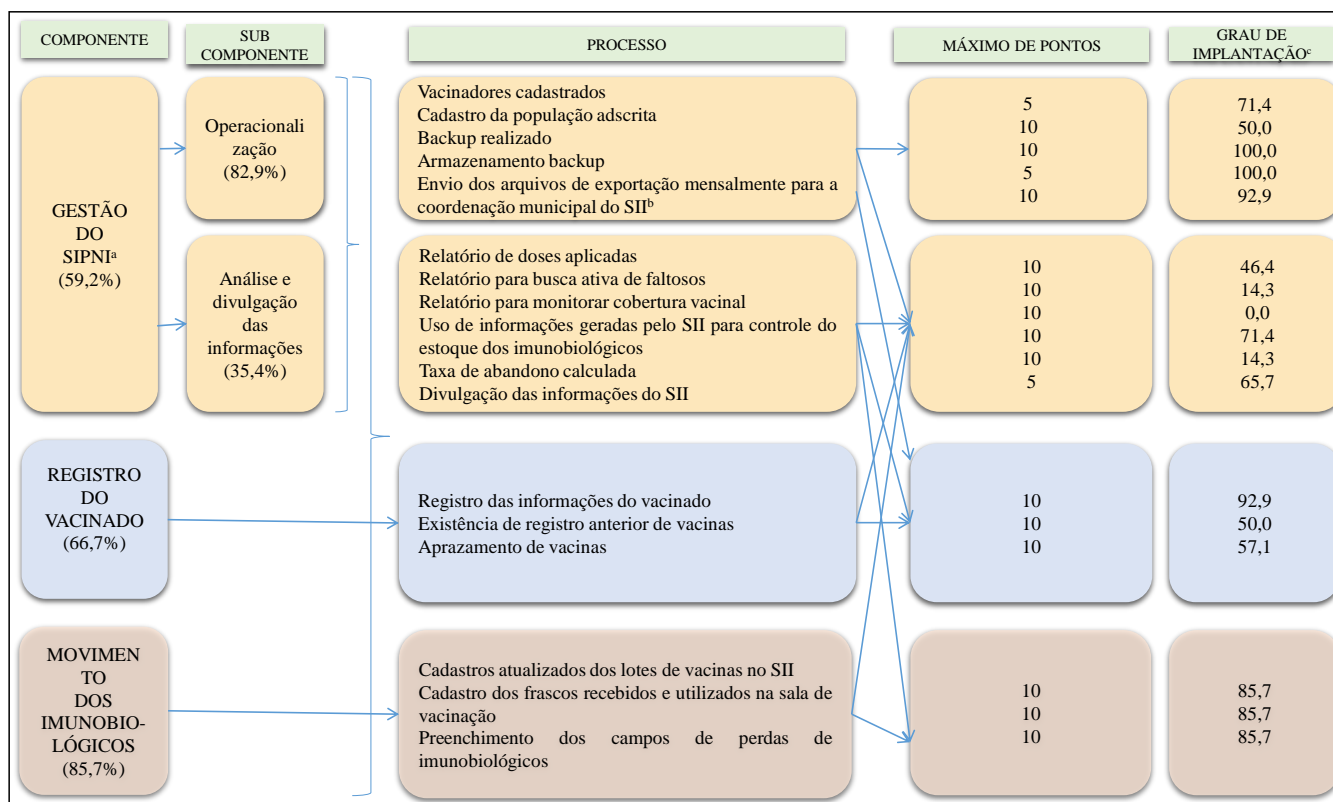 COMPONENTE
SUB
COMPONENTE
PROCESSO
MÁXIMO DE PONTOS
GRAU DE
IMPLANTAÇÃOᶜ
GESTÃO
DO
SIPNIᵃ
(59,2%)
Operacionali
zação
(82,9%)
Vacinadores cadastrados
Cadastro da população adscrita
Backup realizado
Armazenamento backup
Envio dos arquivos de exportação mensalmente para a
coordenação municipal do SIIᵇ
5
10
10
5
10
71,4
50,0
100,0
100,0
92,9
Análise e
divulgação
das
informações
(35,4%)
Relatório de doses aplicadas
Relatório para busca ativa de faltosos
Relatório para monitorar cobertura vacinal
Uso de informações geradas pelo SII para controle do
estoque dos imunobiológicos
Taxa de abandono calculada
Divulgação das informações do SII
10
10
10
10
10
5
46,4
14,3
0,0
71,4
14,3
65,7
REGISTRO
DO
VACINADO
(66,7%)
Registro das informações do vacinado
Existência de registro anterior de vacinas
Aprazamento de vacinas
10
10
10
92,9
50,0
57,1
MOVIMEN
TO
DOS
IMUNOBIO-
LÓGICOS
(85,7%)
Cadastros atualizados dos lotes de vacinas no SII
Cadastro dos frascos recebidos e utilizados na sala de
vacinação
Preenchimento dos campos de perdas de
imunobiológicos
10
10
10
85,7
85,7
85,7